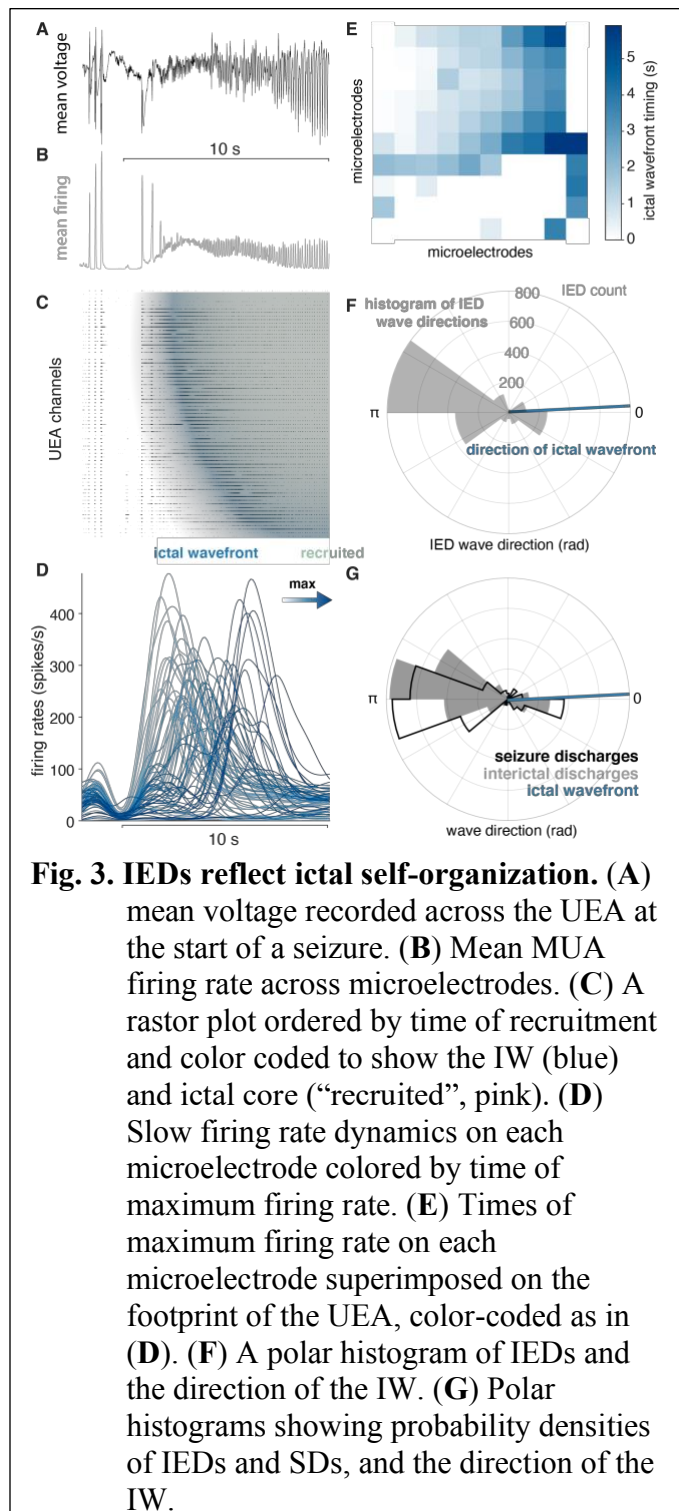 A
mean voltage
10 s
B
mean firing
C
UEA channels
ictal wavefront
recruited
D
max
firing rates (spikes/s)
400
300
200
100
0
10 s
E
microelectrodes
microelectrodes
ictal wavefront timing (s)
5
4
3
2
1
0
F
histogram of IED
wave directions
800
600
400
200
IED count
π
0
direction of ictal wavefront
IED wave direction (rad)
G
π
0
seizure discharges
interictal discharges
ictal wavefront
wave direction (rad)
Fig. 3. IEDs reflect ictal self-organization. (A)
mean voltage recorded across the UEA at
the start of a seizure. (B) Mean MUA
firing rate across microelectrodes. (C) A
rastor plot ordered by time of recruitment
and color coded to show the IW (blue)
and ictal core (“recruited”, pink). (D)
Slow firing rate dynamics on each
microelectrode colored by time of
maximum firing rate. (E) Times of
maximum firing rate on each
microelectrode superimposed on the
footprint of the UEA, color-coded as in
(D). (F) A polar histogram of IEDs and
the direction of the IW. (G) Polar
histograms showing probability densities
of IEDs and SDs, and the direction of the
IW.